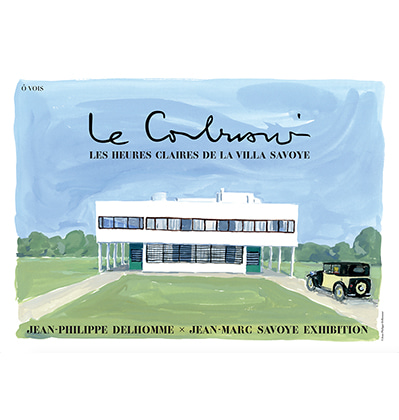 Ō VOIS
Le Corbusier
LES HEURES CLAIRES DE LA VILLA SAVOYE
JEAN-PHILIPPE DELHOMME × JEAN-MARC SAVOYE EXHIBITION